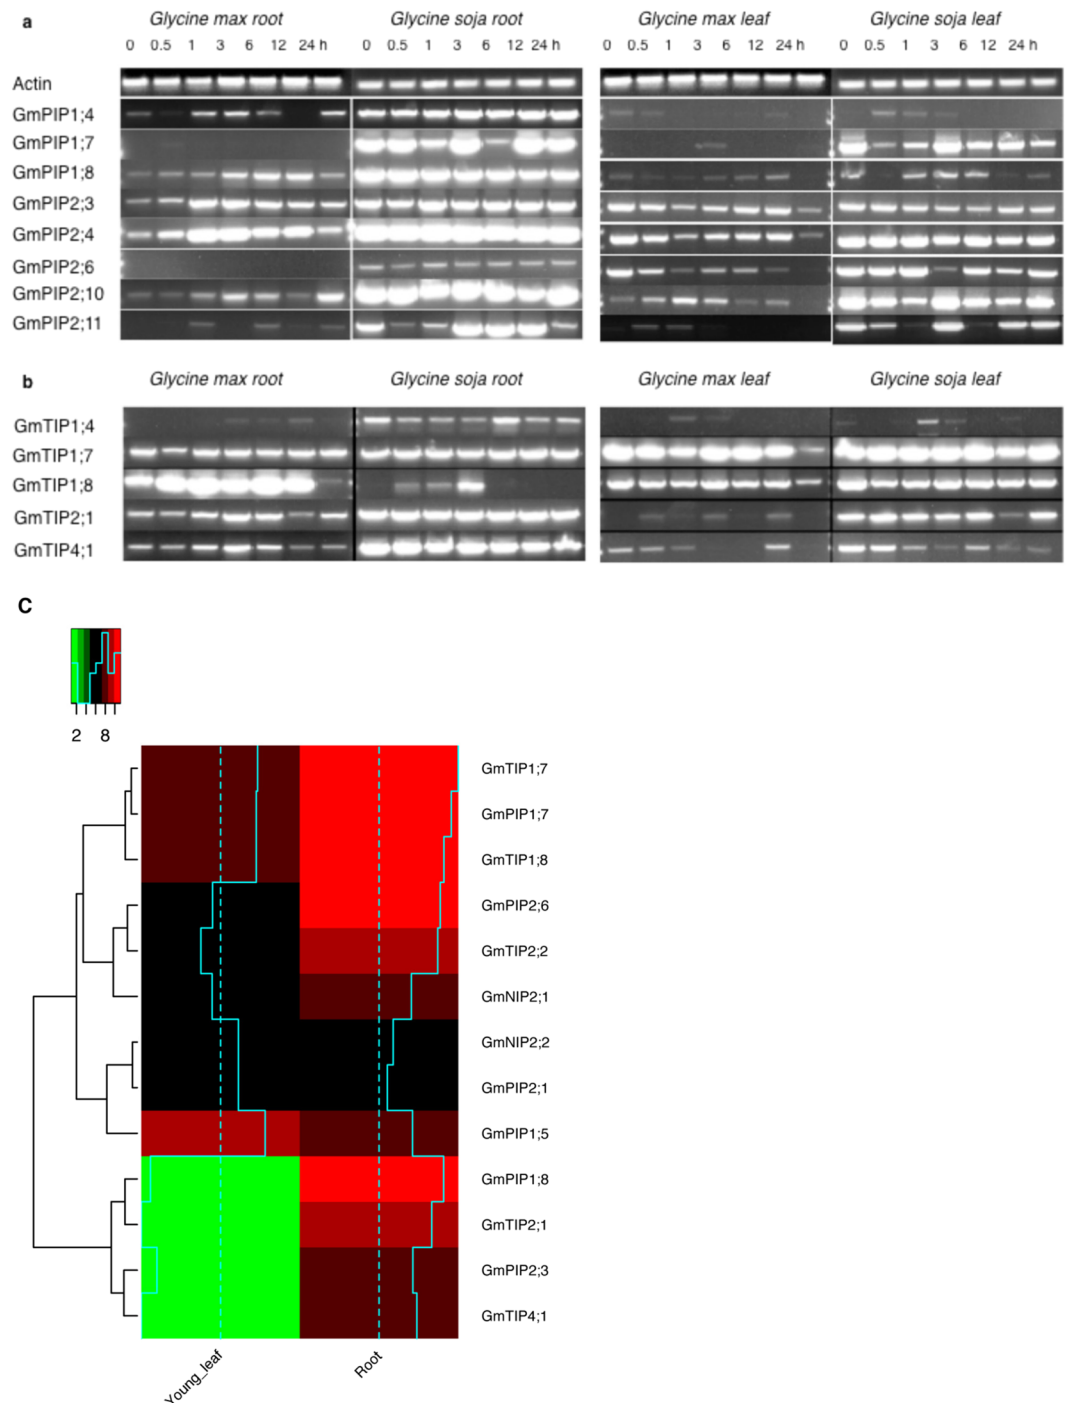 a
Glycine max root Glycine soja root Glycine max leaf Glycine soja leaf
0 0.5 1 3 6 12 24 h 0 0.5 1 3 6 12 24 h 0 0.5 1 3 6 12 24 h 0 0.5 1 3 6 12 24 h
Actin
GmPIP1;4
GmPIP1;7
GmPIP1;8
GmPIP2;3
GmPIP2;4
GmPIP2;6
GmPIP2;10
GmPIP2;11
b
Glycine max root Glycine soja root Glycine max leaf Glycine soja leaf
GmTIP1;4
GmTIP1;7
GmTIP1;8
GmTIP2;1
GmTIP4;1
C
2 8
GmTIP1;7
GmPIP1;7
GmTIP1;8
GmPIP2;6
GmTIP2;2
GmNIP2;1
GmNIP2;2
GmPIP2;1
GmPIP1;5
GmPIP1;8
GmTIP2;1
GmPIP2;3
GmTIP4;1
Young_leaf Root